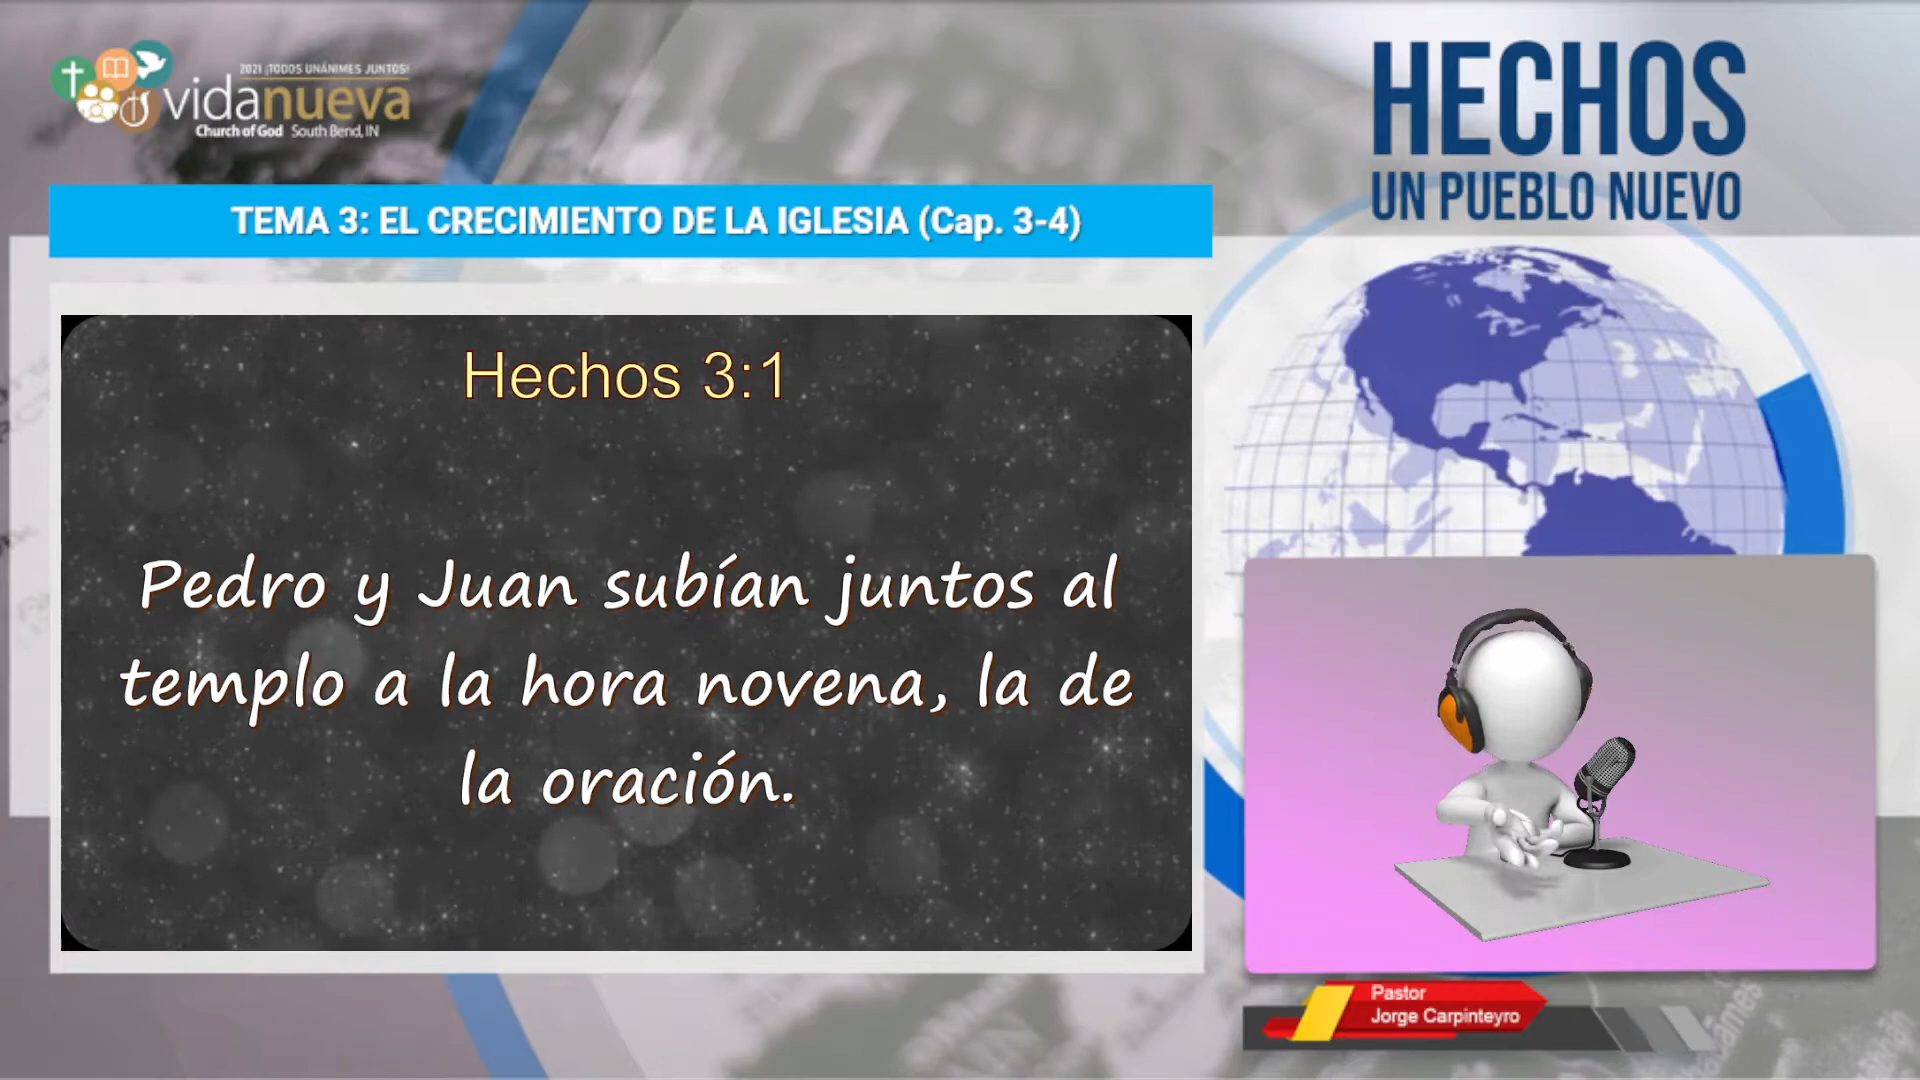 2021 ¡TODOS UNÁNIMES JUNTOS!
vidanueva
Church of God South Bend, IN
HECHOS
UN PUEBLO NUEVO
TEMA 3: EL CRECIMIENTO DE LA IGLESIA (Cap. 3-4)
Hechos 3:1
Pedro y Juan subían juntos al
templo a la hora novena, la de
la oración.
Pastor
Jorge Carpinteyro